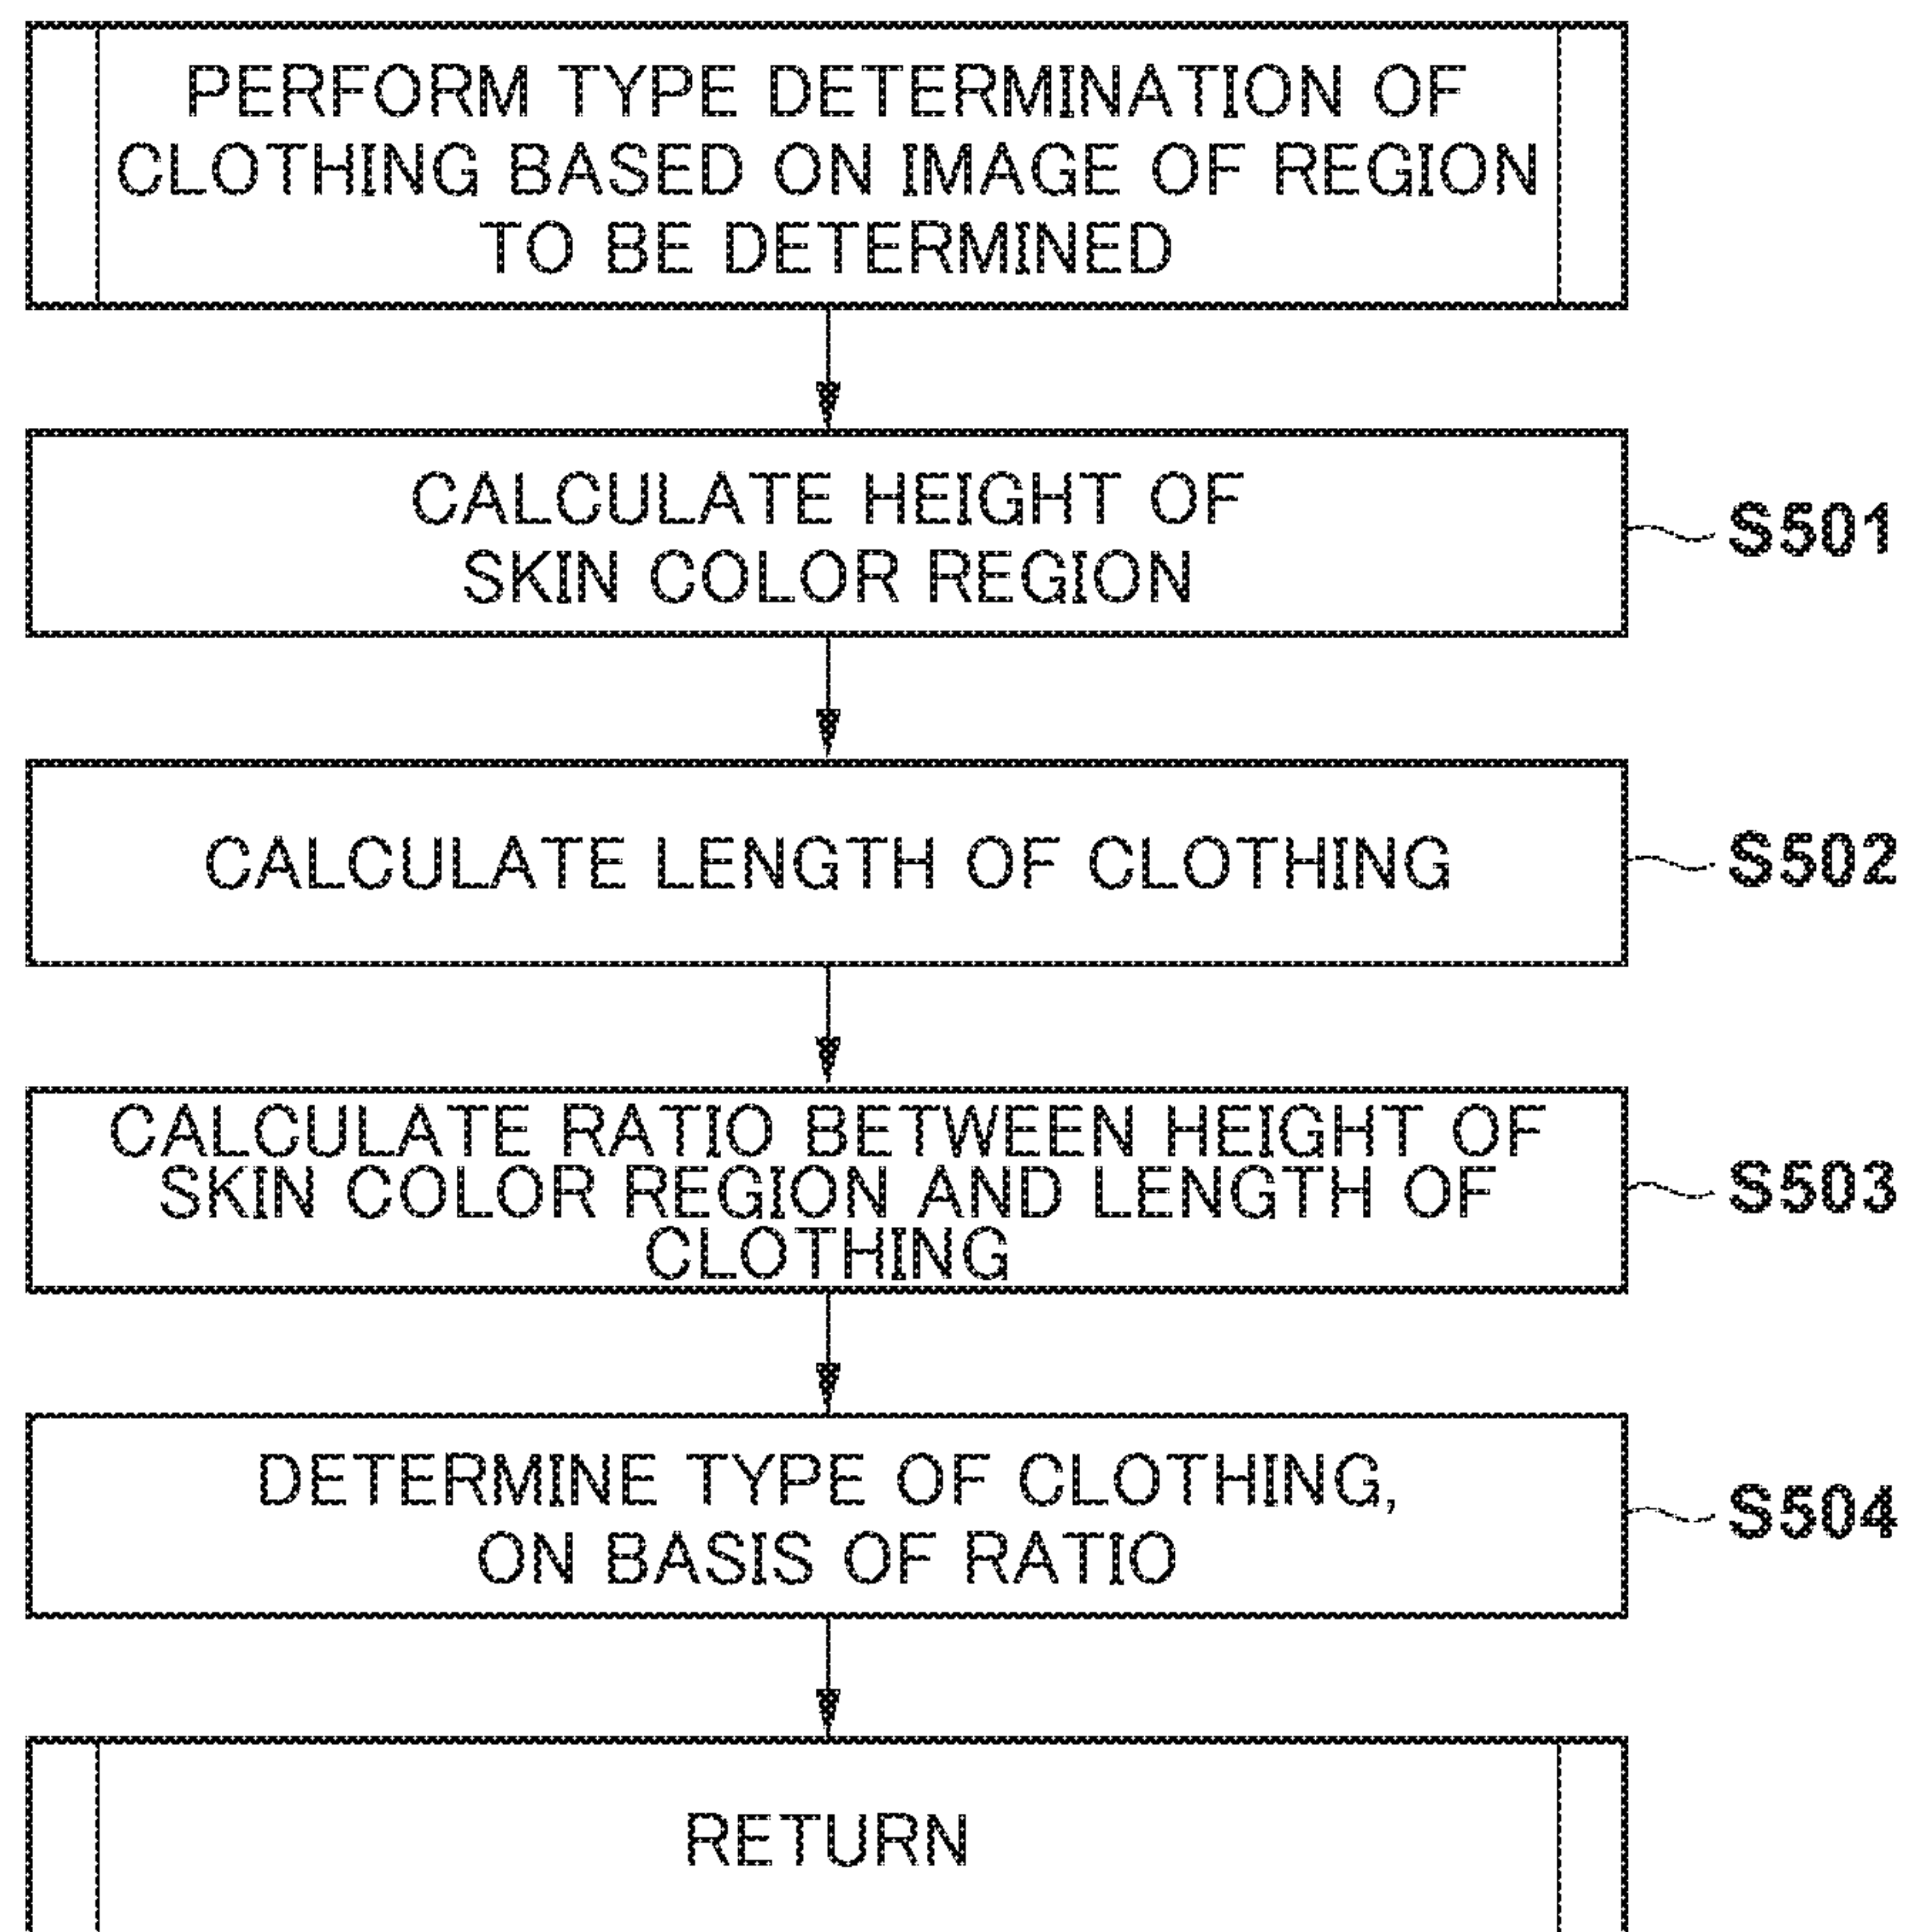 PERFORM TYPE DETERMINATION OF
CLOTHING BASED ON IMAGE OF REGION
TO BE DETERMINED
CALCULATE HEIGHT OF
SKIN COLOR REGION
S501
CALCULATE LENGTH OF CLOTHING
S502
CALCULATE RATIO BETWEEN HEIGHT OF
SKIN COLOR REGION AND LENGTH OF
CLOTHING
S503
DETERMINE TYPE OF CLOTHING,
ON BASIS OF RATIO
S504
RETURN